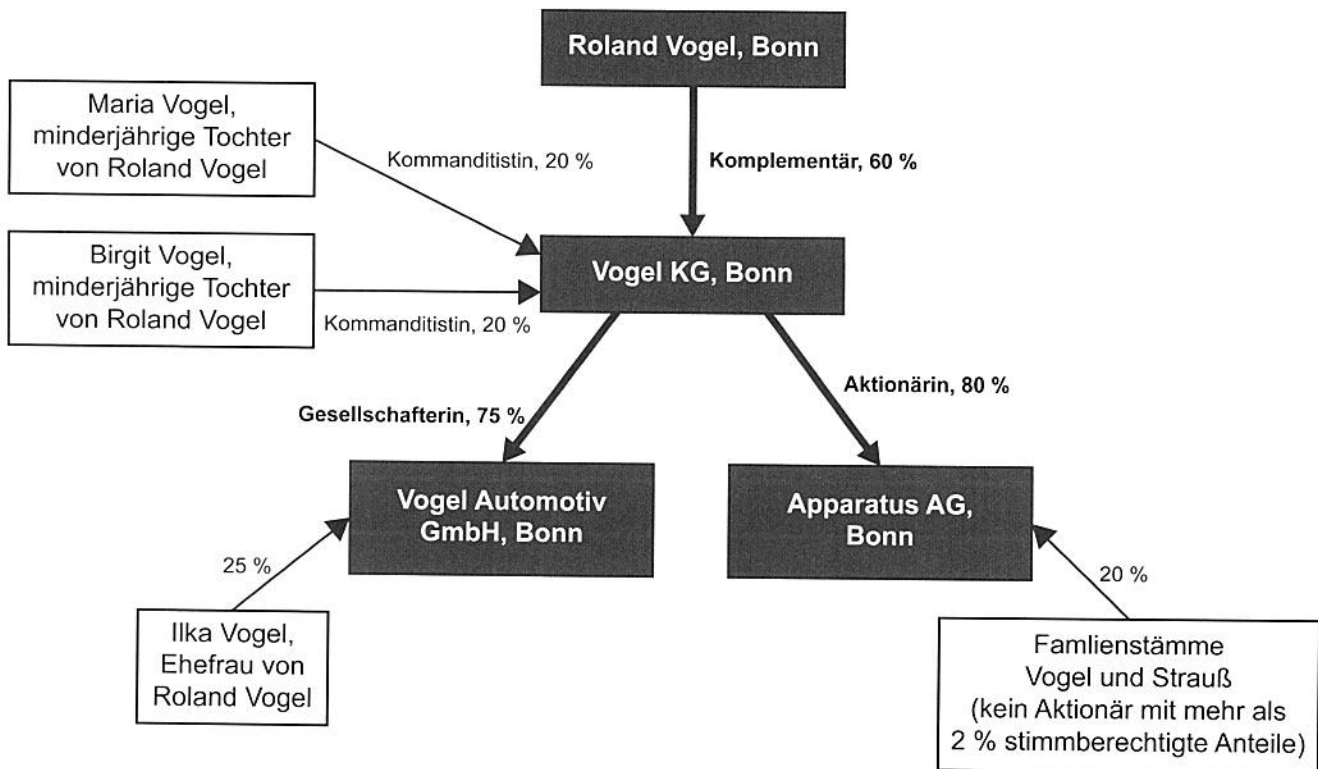 Roland Vogel, Bonn
Maria Vogel,
minderjährige Tochter
von Roland Vogel
Kommanditistin, 20 %
Komplementär, 60 %
Birgit Vogel,
minderjährige Tochter
von Roland Vogel
Kommanditistin, 20 %
Vogel KG, Bonn
Gesellschafterin, 75 %
Aktionärin, 80 %
Vogel Automotiv
GmbH, Bonn
Apparatus AG,
Bonn
25 %
20 %
Ilka Vogel,
Ehefrau von
Roland Vogel
Famlienstämme
Vogel und Strauß
(kein Aktionär mit mehr als
2 % stimmberechtigte Anteile)